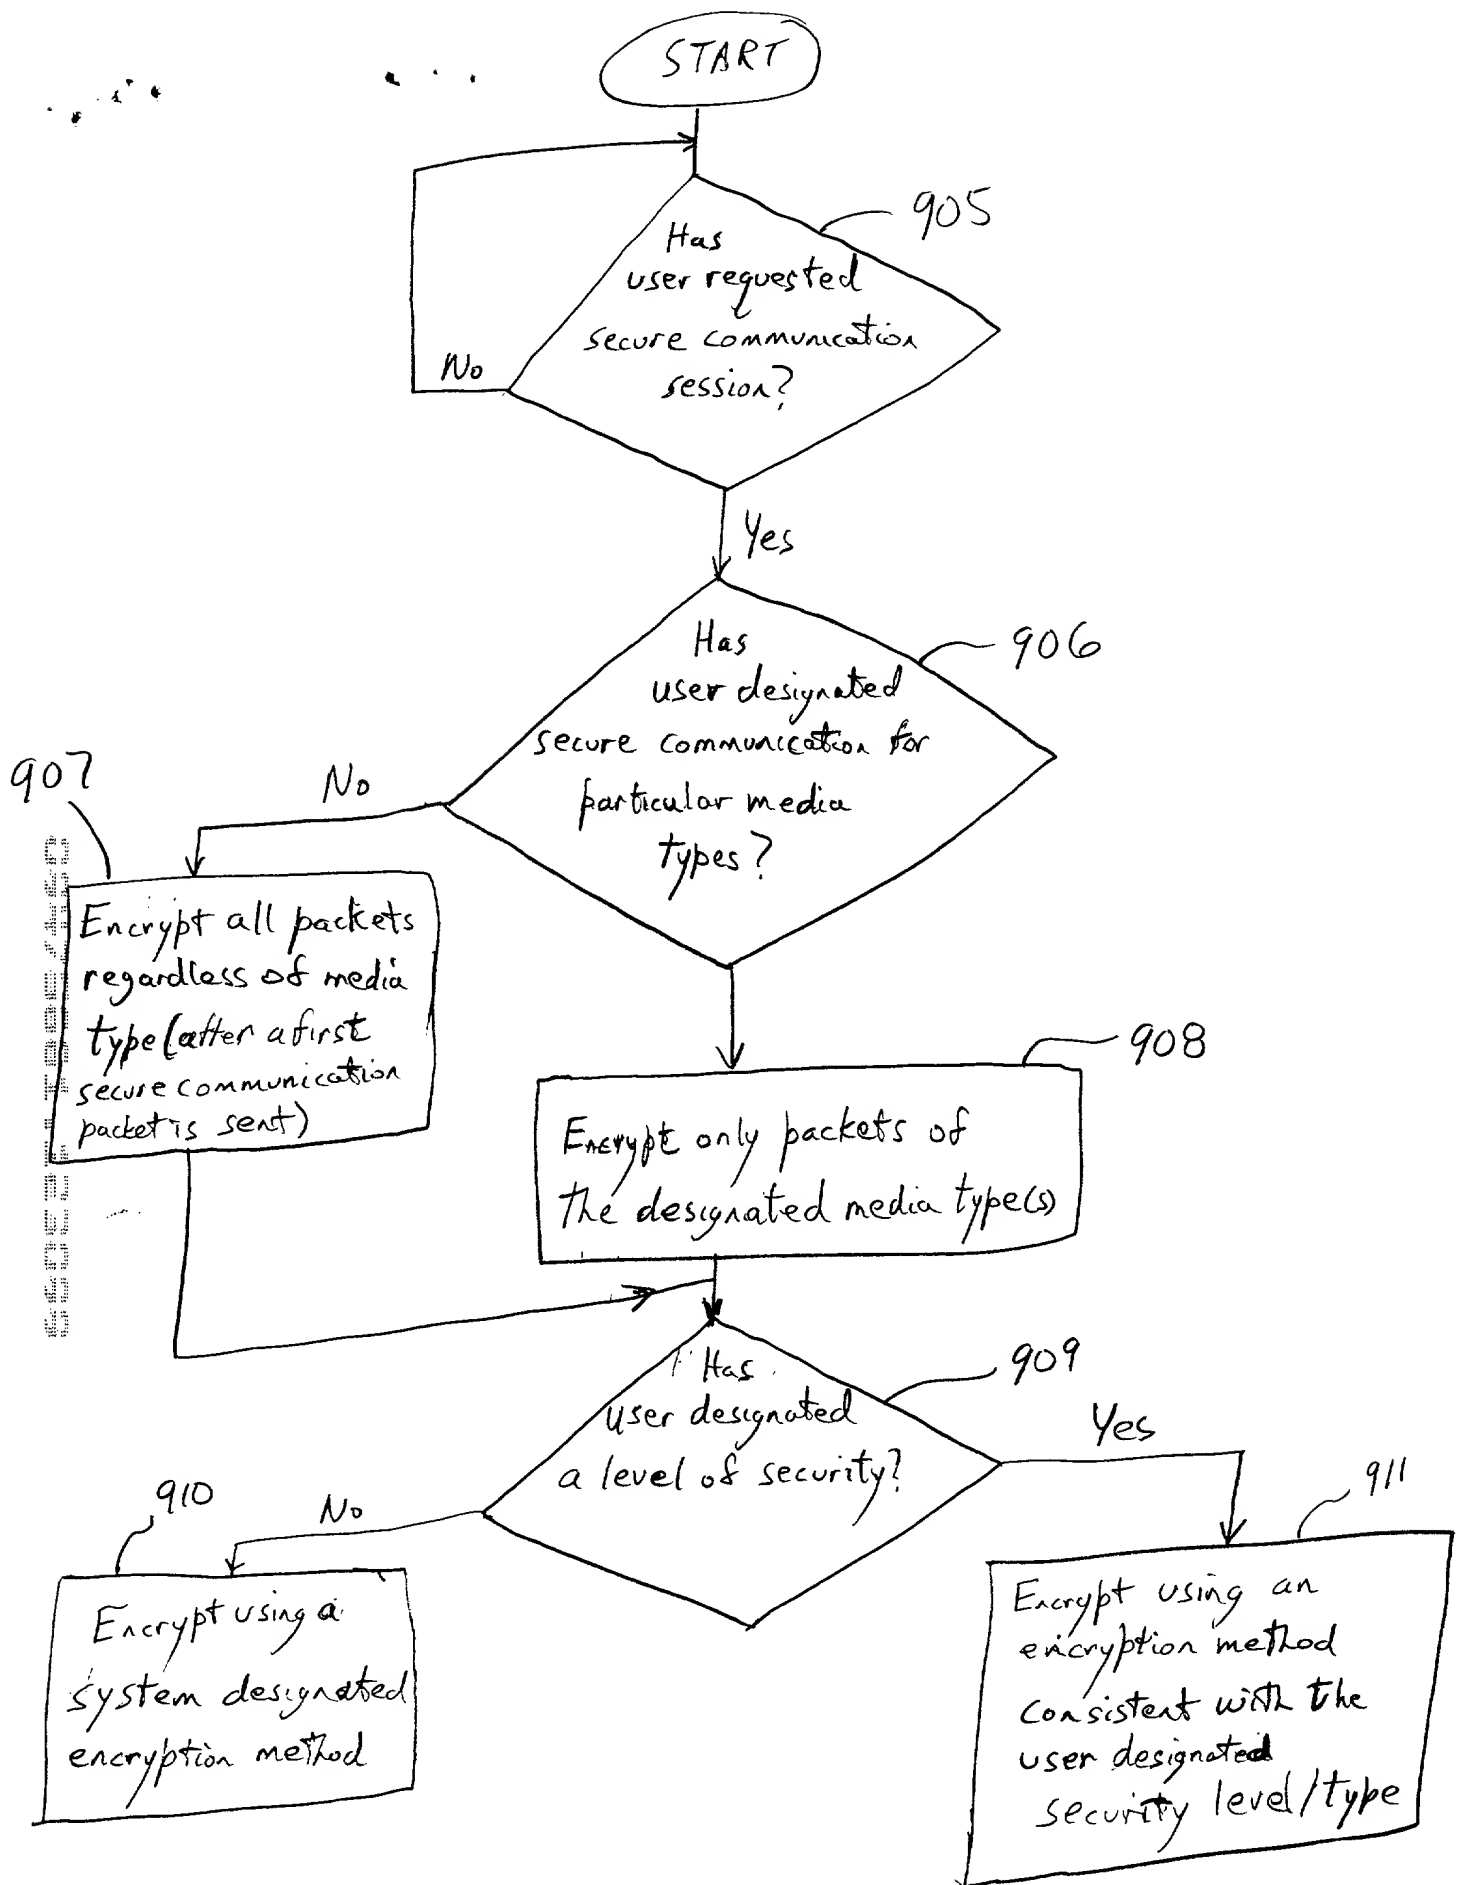 START
905
Has
user requested
secure communication
session?
No
Yes
906
Has
user designated
secure communication for
particular media
types?
907
No
Encrypt all packets
regardless of media
type (after a first
secure communication
packet is sent)
908
Encrypt only packets of
the designated media type(s)
909
Has
user designated
a level of security?
Yes
910
No
911
Encrypt using a
system designated
encryption method
Encrypt using an
encryption method
consistent with the
user designated
security level/type